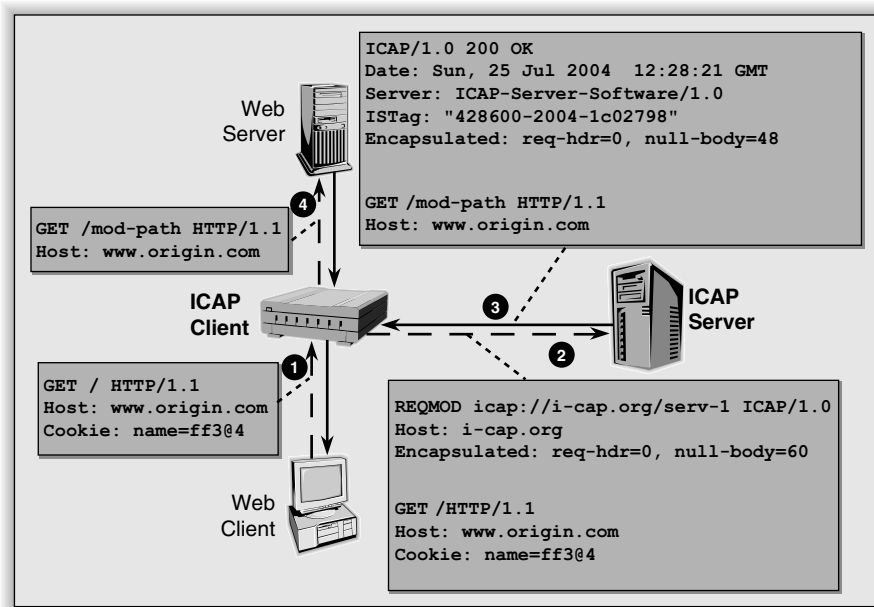 ICAP/1.0 200 OK
Date: Sun, 25 Jul 2004  12:28:21 GMT
Server: ICAP-Server-Software/1.0
ISTag: "428600-2004-1c02798"
Encapsulated: req-hdr=0, null-body=48
GET /mod-path HTTP/1.1
Host: www.origin.com
Web
Server
4
GET /mod-path HTTP/1.1
Host: www.origin.com
ICAP
Client
3
ICAP
Server
2
1
GET / HTTP/1.1
Host: www.origin.com
Cookie: name=ff3@4
REQMOD icap://i-cap.org/serv-1 ICAP/1.0
Host: i-cap.org
Encapsulated: req-hdr=0, null-body=60
GET /HTTP/1.1
Host: www.origin.com
Cookie: name=ff3@4
Web
Client